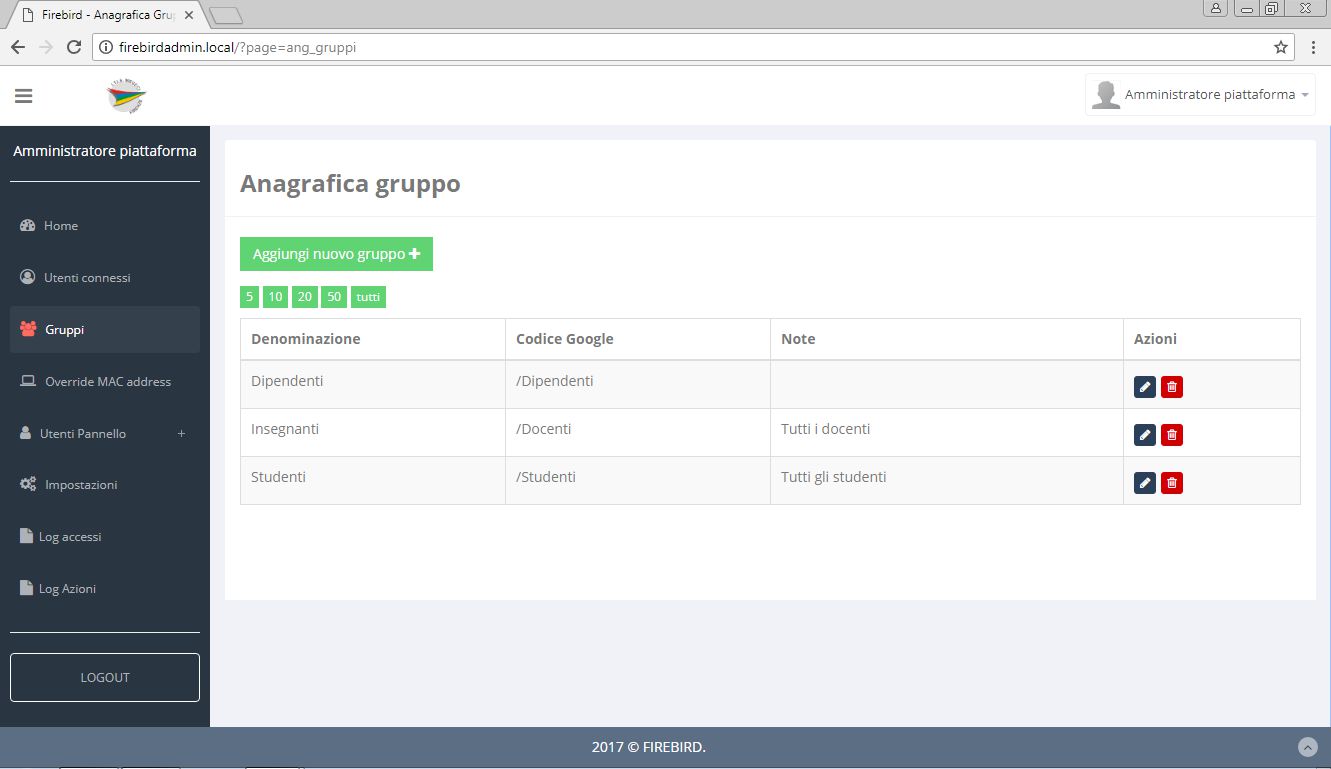 Firebird - Anagrafica Gru
firebirdadmin.local/?page=ang_gruppi
Amministratore piattaforma
Amministratore piattaforma
Home
Utenti connessi
Gruppi
Override MAC address
Utenti Pannello +
Impostazioni
Log accessi
Log Azioni
LOGOUT
Anagrafica gruppo
Aggiungi nuovo gruppo +
5 10 20 50 tutti
Denominazione Codice Google Note Azioni
Dipendenti /Dipendenti
Insegnanti /Docenti Tutti i docenti
Studenti /Studenti Tutti gli studenti
2017 © FIREBIRD.